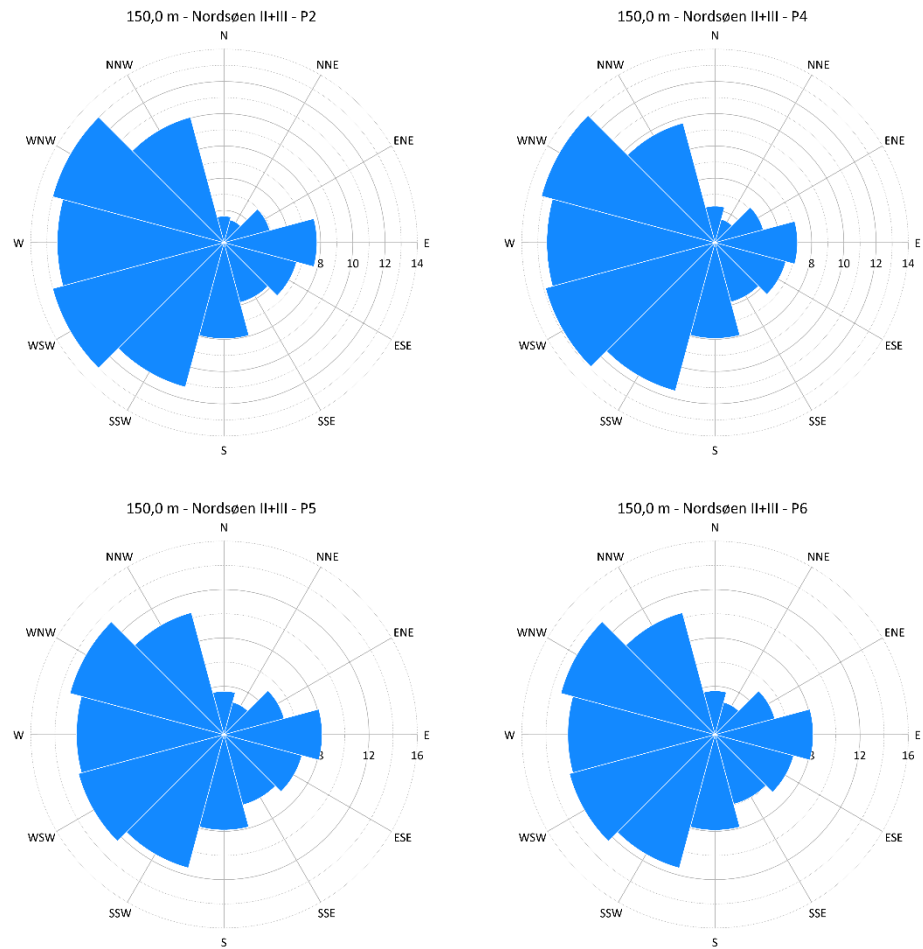 150,0 m - Nordsøen II+III - P2
N
NNW
NNE
WNW
ENE
W
E
8
10
12
14
WSW
ESE
SSW
SSE
S
150,0 m - Nordsøen II+III - P4
N
NNW
NNE
WNW
ENE
W
E
8
10
12
14
WSW
ESE
SSW
SSE
S
150,0 m - Nordsøen II+III - P5
N
NNW
NNE
WNW
ENE
W
E
8
12
16
WSW
ESE
SSW
SSE
S
150,0 m - Nordsøen II+III - P6
N
NNW
NNE
WNW
ENE
W
E
8
12
16
WSW
ESE
SSW
SSE
S